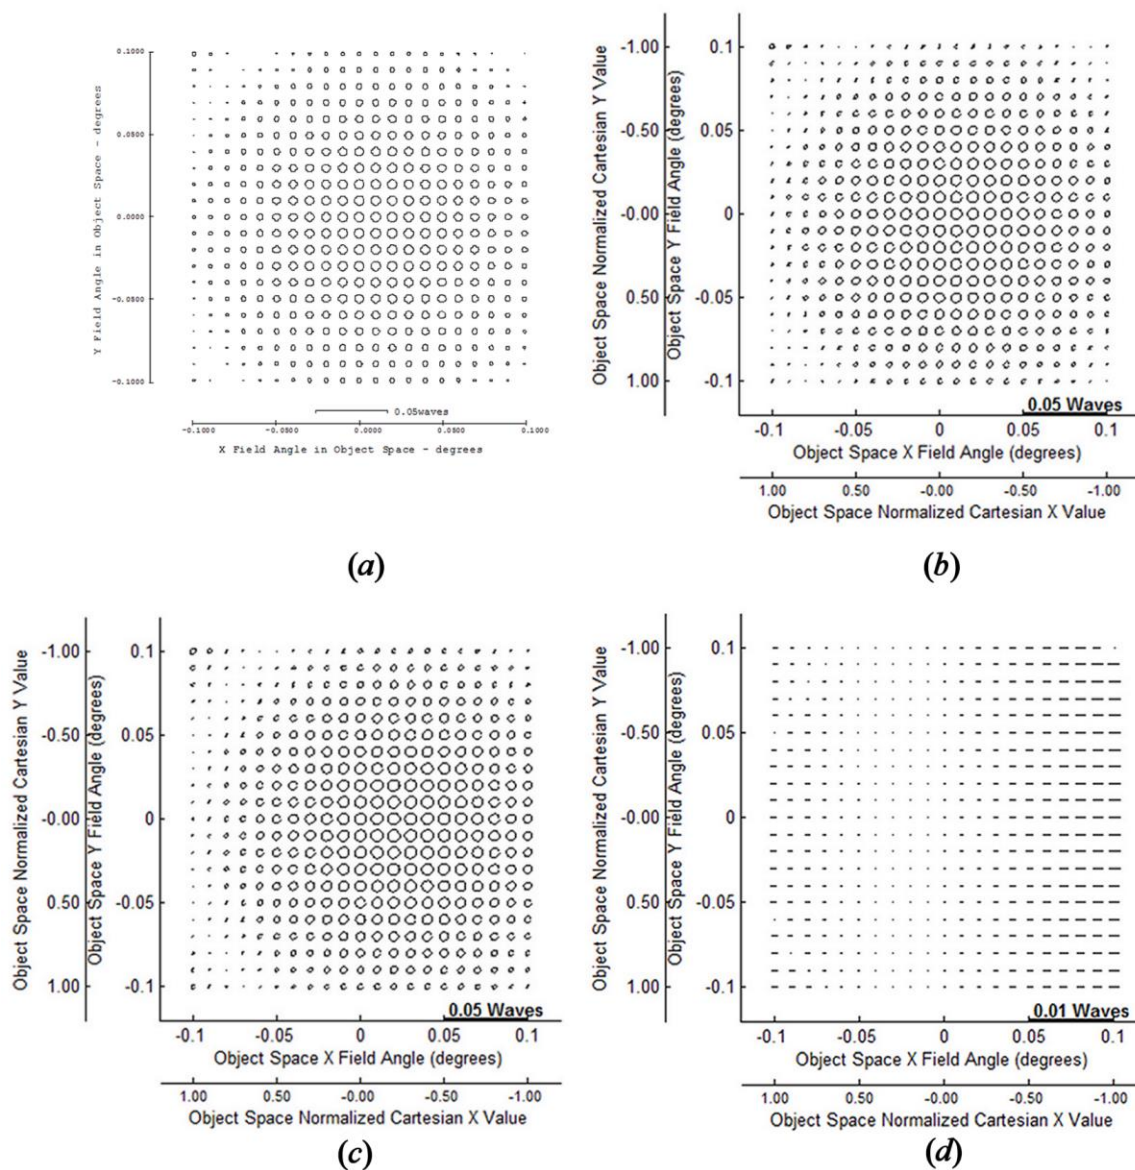 0.1000
0.0500
0.0000
-0.0500
-0.1000
Y Field Angle in Object Space - degrees
0.05waves
-0.1000 -0.0500 0.0000 0.0500 0.1000
X Field Angle in Object Space - degrees
(a)
Object Space Normalized Cartesian Y Value
-1.00
-0.50
-0.00
0.50
1.00
Object Space Y Field Angle (degrees)
0.1
0.05
0
-0.05
-0.1
0.05 Waves
-0.1 -0.05 0 0.05 0.1
Object Space X Field Angle (degrees)
1.00 0.50 -0.00 -0.50 -1.00
Object Space Normalized Cartesian X Value
(b)
Object Space Normalized Cartesian Y Value
-1.00
-0.50
-0.00
0.50
1.00
Object Space Y Field Angle (degrees)
0.1
0.05
0
-0.05
-0.1
0.05 Waves
-0.1 -0.05 0 0.05 0.1
Object Space X Field Angle (degrees)
1.00 0.50 -0.00 -0.50 -1.00
Object Space Normalized Cartesian X Value
(c)
Object Space Normalized Cartesian Y Value
-1.00
-0.50
-0.00
0.50
1.00
Object Space Y Field Angle (degrees)
0.1
0.05
0
-0.05
-0.1
0.01 Waves
-0.1 -0.05 0 0.05 0.1
Object Space X Field Angle (degrees)
1.00 0.50 -0.00 -0.50 -1.00
Object Space Normalized Cartesian X Value
(d)